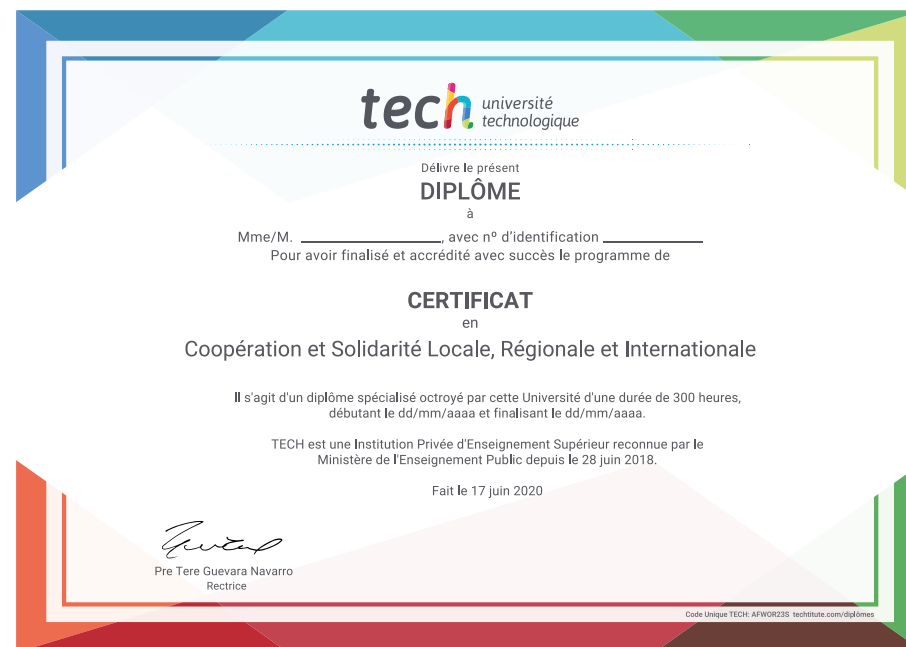 tech université
technologique
Délivre le présent
DIPLÔME
à
Mme/M. ____________________, avec nº d'identification ______________
Pour avoir finalisé et accrédité avec succès le programme de
CERTIFICAT
en
Coopération et Solidarité Locale, Régionale et Internationale
Il s'agit d'un diplôme spécialisé octroyé par cette Université d'une durée de 300 heures,
débutant le dd/mm/aaaa et finalisant le dd/mm/aaaa.
TECH est une Institution Privée d'Enseignement Supérieur reconnue par le
Ministère de l'Enseignement Public depuis le 28 juin 2018.
Fait le 17 juin 2020
Pre Tere Guevara Navarro
Rectrice
Code Unique TECH: AFWOR23S techtitute.com/diplômes